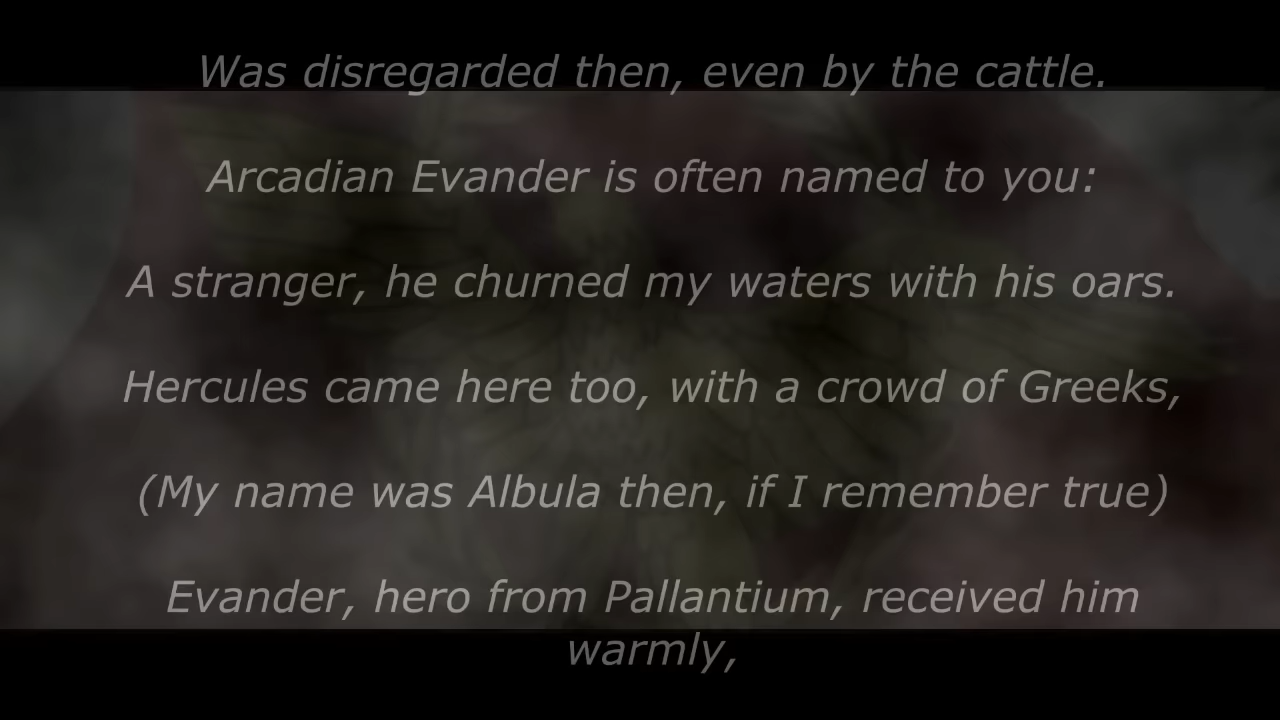 Was disregarded then, even by the cattle.
Arcadian Evander is often named to you:
A stranger, he churned my waters with his oars.
Hercules came here too, with a crowd of Greeks,
(My name was Albula then, if I remember true)
Evander, hero from Pallantium, received him
warmly,